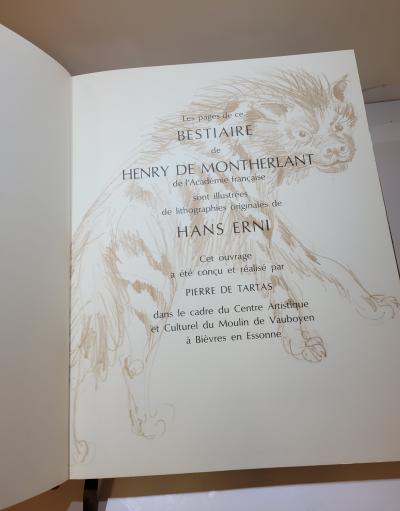 Les pages de ce
BESTIAIRE
de
HENRY DE MONTHERLANT
de l'Académie française
sont illustrées
de lithographies originales de
HANS ERNI
Cet ouvrage
a été conçu et réalisé par
PIERRE DE TARTAS
dans le cadre du Centre Artistique
et Culturel du Moulin de Vauboyen
à Bièvres en Essonne